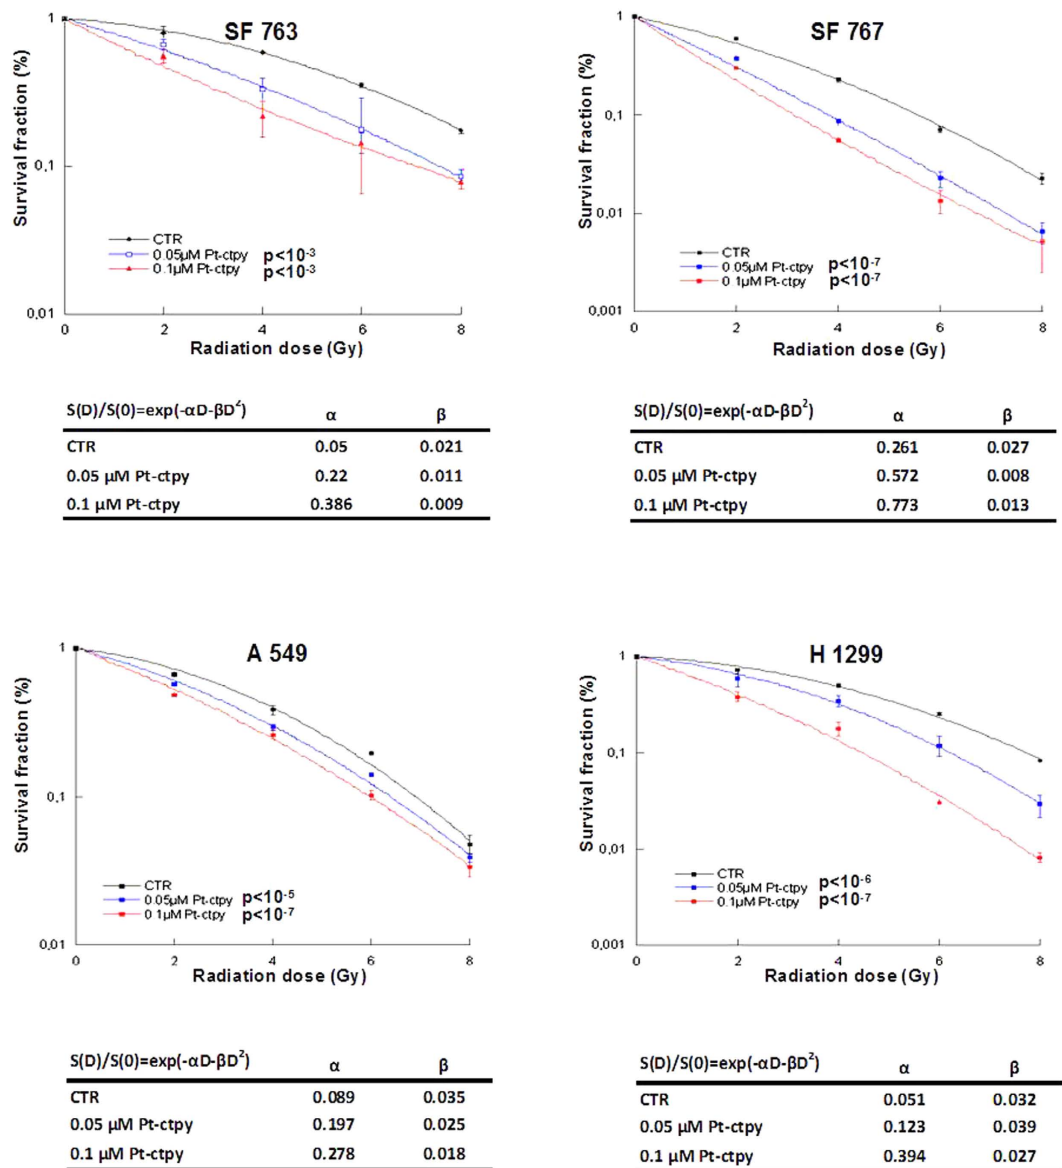 SF 763
Survival fraction (%)
1
0,1
0,01
CTR
0.05µM Pt-ctpy p<10-3
0.1µM Pt-ctpy p<10-3
0 2 4 6 8
Radiation dose (Gy)
S(D)/S(0)=exp(-αD-βD2) α β
CTR 0.05 0.021
0.05 µM Pt-ctpy 0.22 0.011
0.1 µM Pt-ctpy 0.386 0.009
SF 767
Survival fraction (%)
1
0,1
0,01
0,001
CTR
0.05µM Pt-ctpy p<10-7
0.1µM Pt-ctpy p<10-7
0 2 4 6 8
Radiation dose (Gy)
S(D)/S(0)=exp(-αD-βD2) α β
CTR 0.261 0.027
0.05 µM Pt-ctpy 0.572 0.008
0.1 µM Pt-ctpy 0.773 0.013
A 549
Survival fraction (%)
1
0,1
0,01
CTR
0.05µM Pt-ctpy p<10-5
0.1µM Pt-ctpy p<10-7
0 2 4 6 8
Radiation dose (Gy)
S(D)/S(0)=exp(-αD-βD2) α β
CTR 0.089 0.035
0.05 µM Pt-ctpy 0.197 0.025
0.1 µM Pt-ctpy 0.278 0.018
H 1299
Survival fraction (%)
1
0,1
0,01
0,001
CTR
0.05µM Pt-ctpy p<10-6
0.1µM Pt-ctpy p<10-7
0 2 4 6 8
Radiation dose (Gy)
S(D)/S(0)=exp(-αD-βD2) α β
CTR 0.051 0.032
0.05 µM Pt-ctpy 0.123 0.039
0.1 µM Pt-ctpy 0.394 0.027